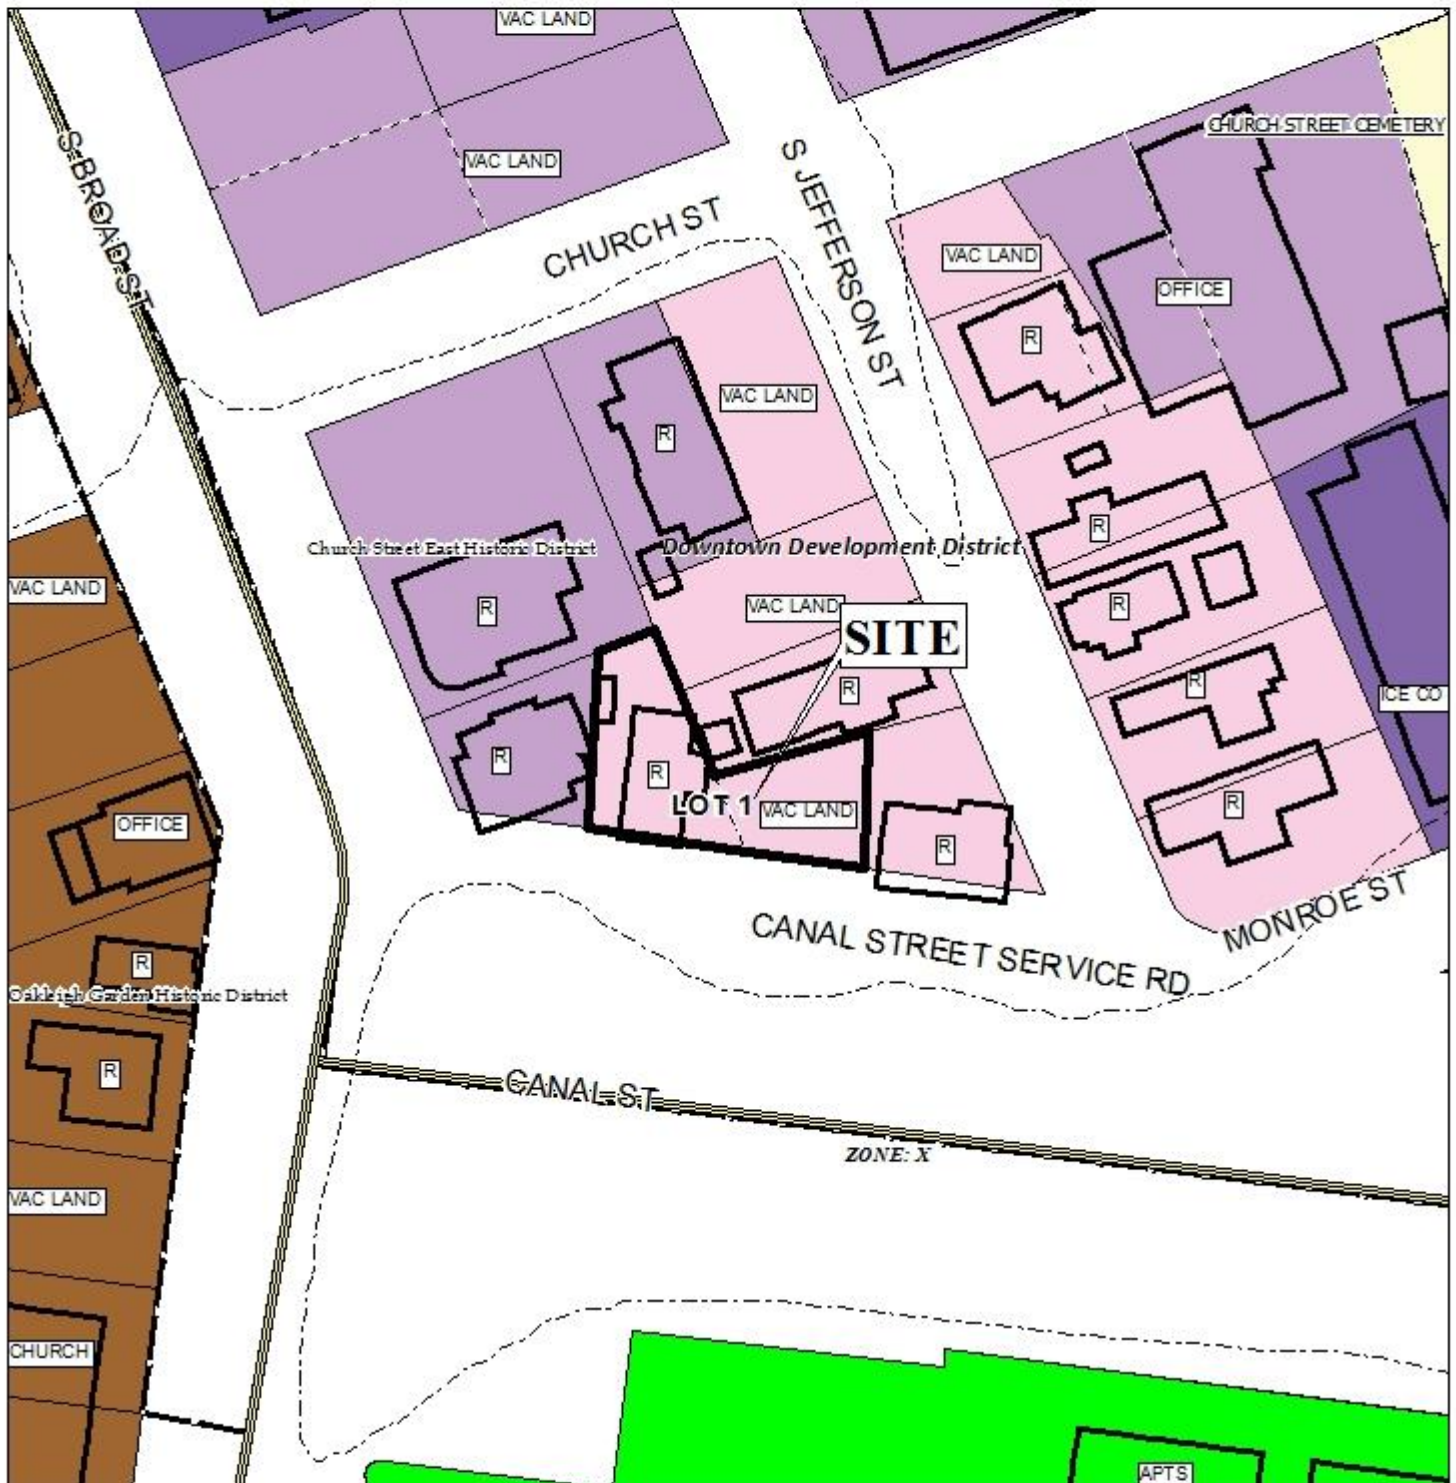 VAC LAND
CHURCH STREET CEMETERY
S BROAD ST
VAC LAND
S JEFFERSON ST
CHURCH ST
VAC LAND
OFFICE
R
VAC LAND
R
R
Church Street East Historic District
Downtown Development District
VAC LAND
R
VAC LAND
R
SITE
R
R
ICE CO
R
R
LOT 1
VAC LAND
R
OFFICE
R
CANAL STREET SERVICE RD
MONROE ST
R
Oakleigh Garden Historic District
R
CANAL ST
ZONE: X
VAC LAND
CHURCH
APTS